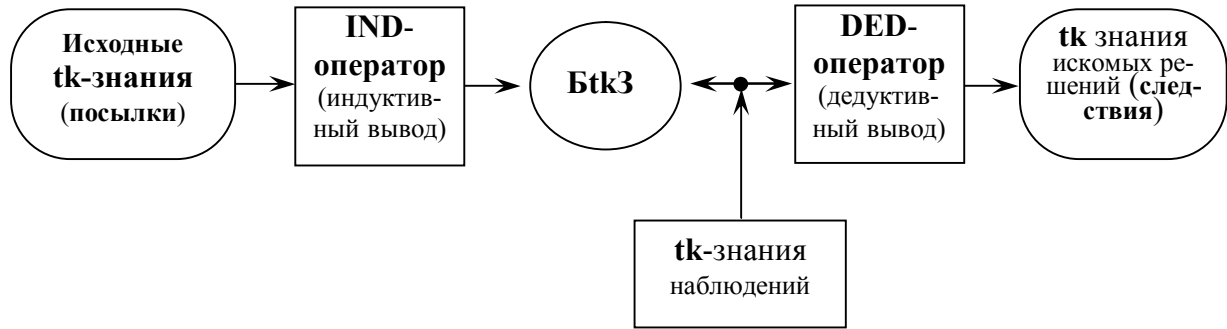 Исходные
tk-знания
(посылки)
IND-
оператор
(индуктив-
ный вывод)
БtkЗ
DED-
оператор
(дедуктив-
ный вывод)
tk знания
искомых ре-
шений (след-
ствия)
tk-знания
наблюдений